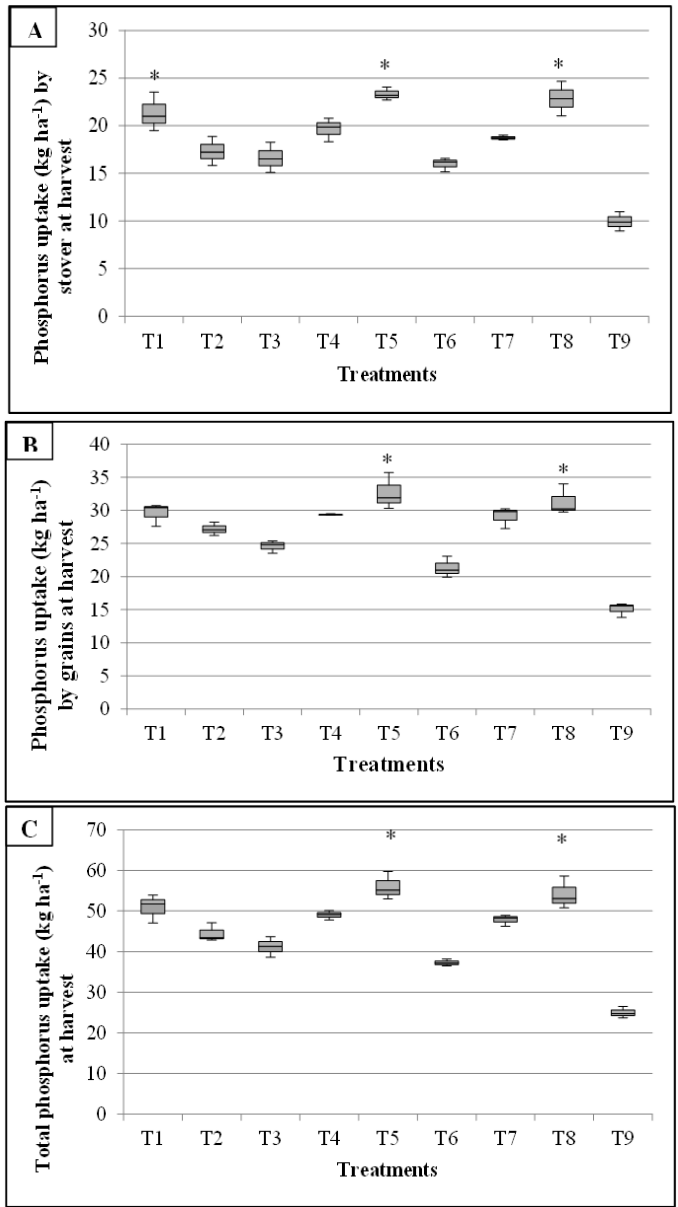 A
Phosphorus uptake (kg ha⁻¹) by
stover at harvest
30
25
20
15
10
5
0
*
*
*
T1 T2 T3 T4 T5 T6 T7 T8 T9
Treatments
B
Phosphorus uptake (kg ha⁻¹)
by grains at harvest
40
35
30
25
20
15
10
5
0
*
*
T1 T2 T3 T4 T5 T6 T7 T8 T9
Treatments
C
Total phosphorus uptake (kg ha⁻¹)
at harvest
70
60
50
40
30
20
10
0
*
*
T1 T2 T3 T4 T5 T6 T7 T8 T9
Treatments